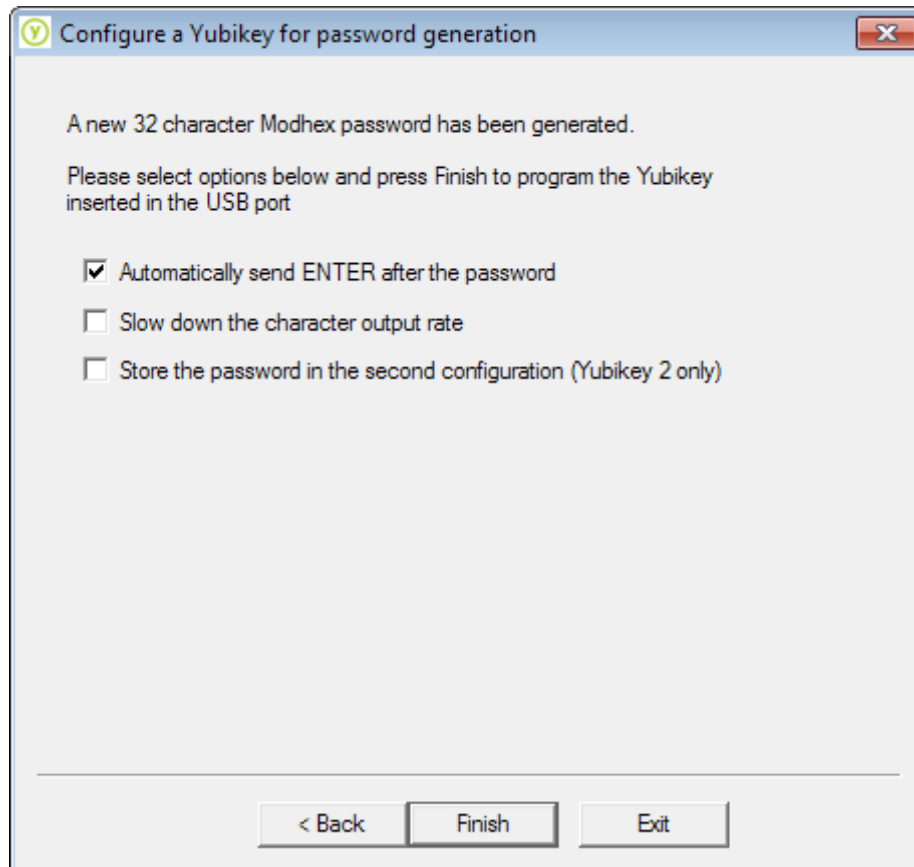 Configure a Yubikey for password generation
A new 32 character Modhex password has been generated.
Please select options below and press Finish to program the Yubikey
inserted in the USB port
Automatically send ENTER after the password
Slow down the character output rate
Store the password in the second configuration (Yubikey 2 only)
< Back Finish Exit